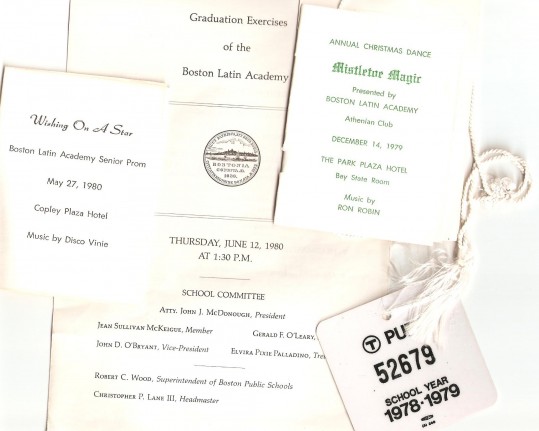 Graduation Exercises
of the
Boston Latin Academy
BOSTONIA
THURSDAY, JUNE 12, 1980
AT 1:30 P.M.
SCHOOL COMMITTEE
Atty. John J. McDonough, President
Jean Sullivan McKeigue, Member
Gerald F. O'Leary,
John D. O'Bryant, Vice-President
Elvira Pixie Palladino, Tre
Robert C. Wood, Superintendent of Boston Public Schools
Christopher P. Lane III, Headmaster
Wishing On A Star
Boston Latin Academy Senior Prom
May 27, 1980
Copley Plaza Hotel
Music by Disco Vinie
ANNUAL CHRISTMAS DANCE
Mistletoe Magic
Presented by
BOSTON LATIN ACADEMY
Athenian Club
DECEMBER 14, 1979
THE PARK PLAZA HOTEL
Bay State Room
Music by
RON ROBIN
T PU
52679
SCHOOL YEAR
1978-1979